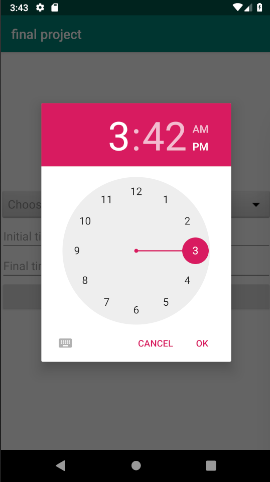 3:43
final project
3:42 AM
PM
12
11 1
10 2
9 3
8 4
7 5
6
Choos
Initial ti
Final tim
CANCEL OK